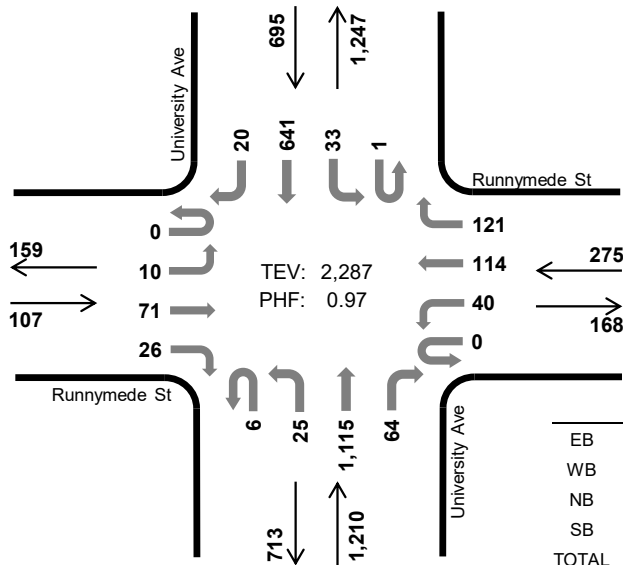 695
1,247
University Ave
20
641
33
1
Runnymede St
0
121
159
10
TEV: 2,287
114
275
107
71
PHF: 0.97
40
168
26
0
Runnymede St
6
25
1,115
64
University Ave
EB
WB
NB
SB
TOTAL
713
1,210